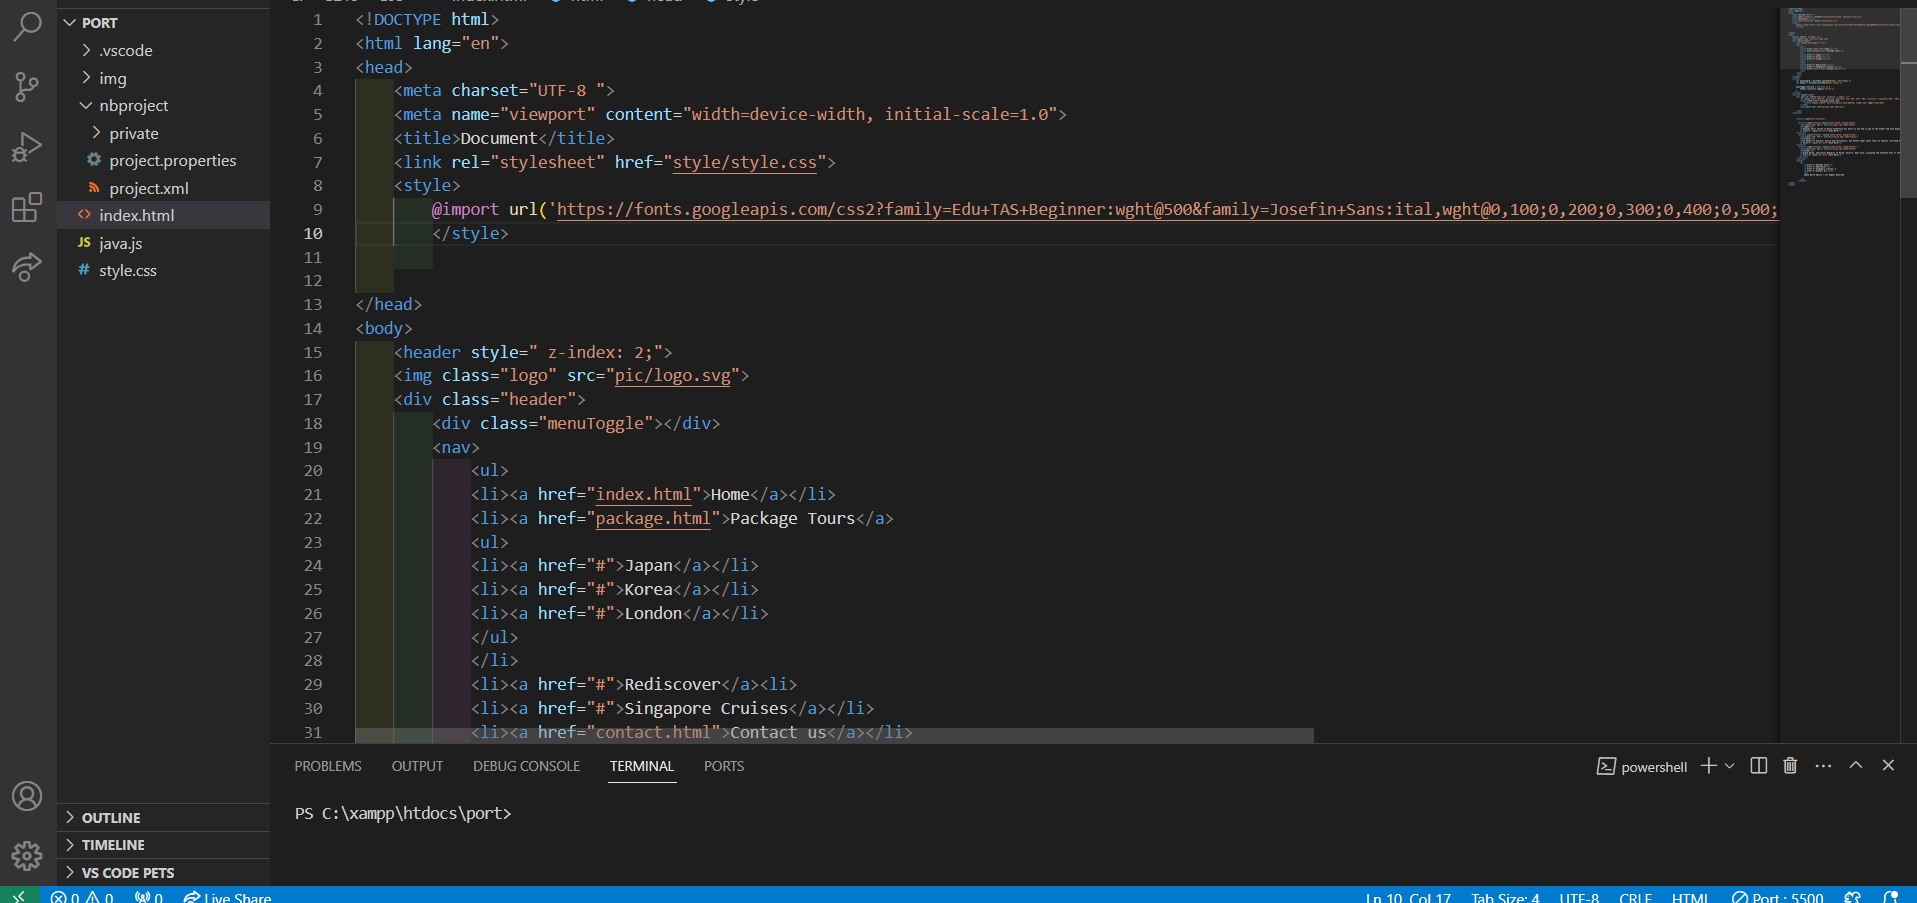 PORT
.vscode
img
nbproject
private
project.properties
project.xml
index.html
JS java.js
# style.css
OUTLINE
TIMELINE
VS CODE PETS
1 <!DOCTYPE html>
2 <html lang="en">
3 <head>
4 <meta charset="UTF-8 ">
5 <meta name="viewport" content="width=device-width, initial-scale=1.0">
6 <title>Document</title>
7 <link rel="stylesheet" href="style/style.css">
8 <style>
9 @import url('https://fonts.googleapis.com/css2?family=Edu+TAS+Beginner:wght@500&family=Josefin+Sans:ital,wght@0,100;0,200;0,300;0,400;0,500;
10 </style>
11
12
13 </head>
14 <body>
15 <header style=" z-index: 2;">
16 <img class="logo" src="pic/logo.svg">
17 <div class="header">
18 <div class="menuToggle"></div>
19 <nav>
20 <ul>
21 <li><a href="index.html">Home</a></li>
22 <li><a href="package.html">Package Tours</a>
23 <ul>
24 <li><a href="#">Japan</a></li>
25 <li><a href="#">Korea</a></li>
26 <li><a href="#">London</a></li>
27 </ul>
28 </li>
29 <li><a href="#">Rediscover</a><li>
30 <li><a href="#">Singapore Cruises</a></li>
31 <li><a href="contact.html">Contact us</a></li>
PROBLEMS OUTPUT DEBUG CONSOLE TERMINAL PORTS powershell
PS C:\xampp\htdocs\port>
0 0 0 Live Share Ln 10, Col 17 Tab Size: 4 UTF-8 CRLF HTML Port : 5500